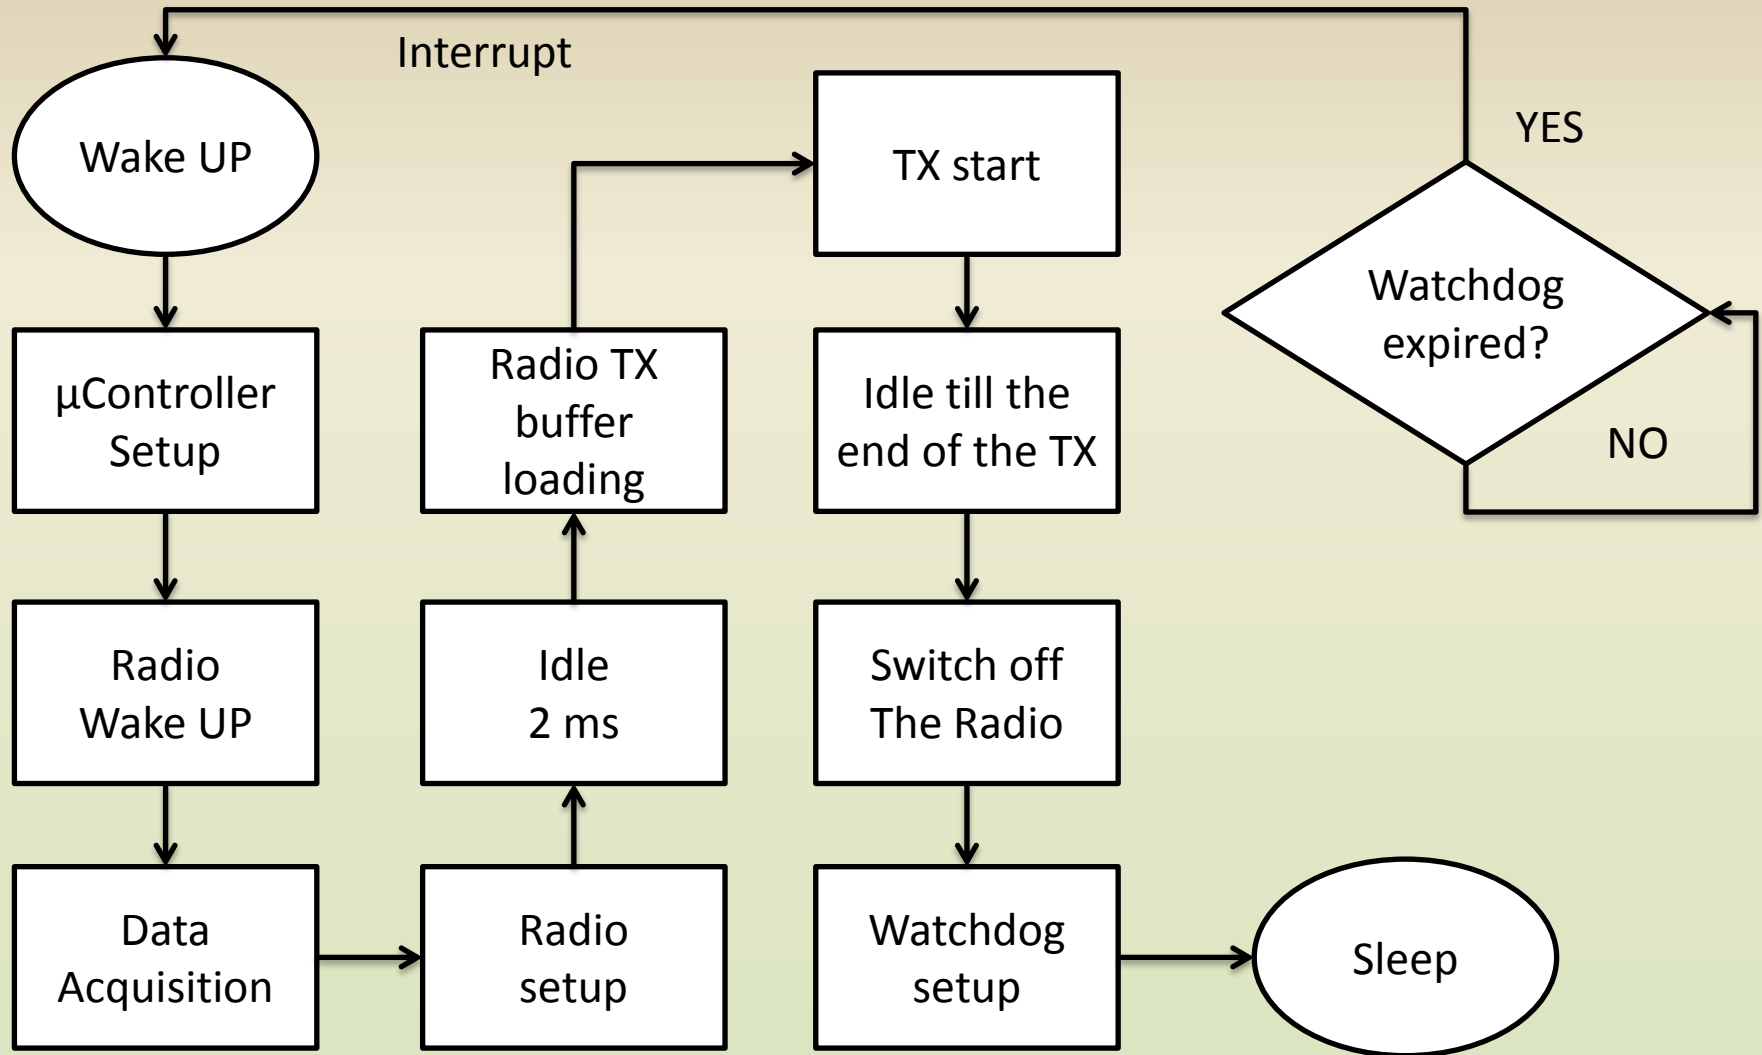 Interrupt
Wake UP
µController
Setup
Radio
Wake UP
Data
Acquisition
Radio
setup
Idle
2 ms
Radio TX
buffer
loading
TX start
Idle till the
end of the TX
Switch off
The Radio
Watchdog
setup
Sleep
Watchdog
expired?
YES
NO